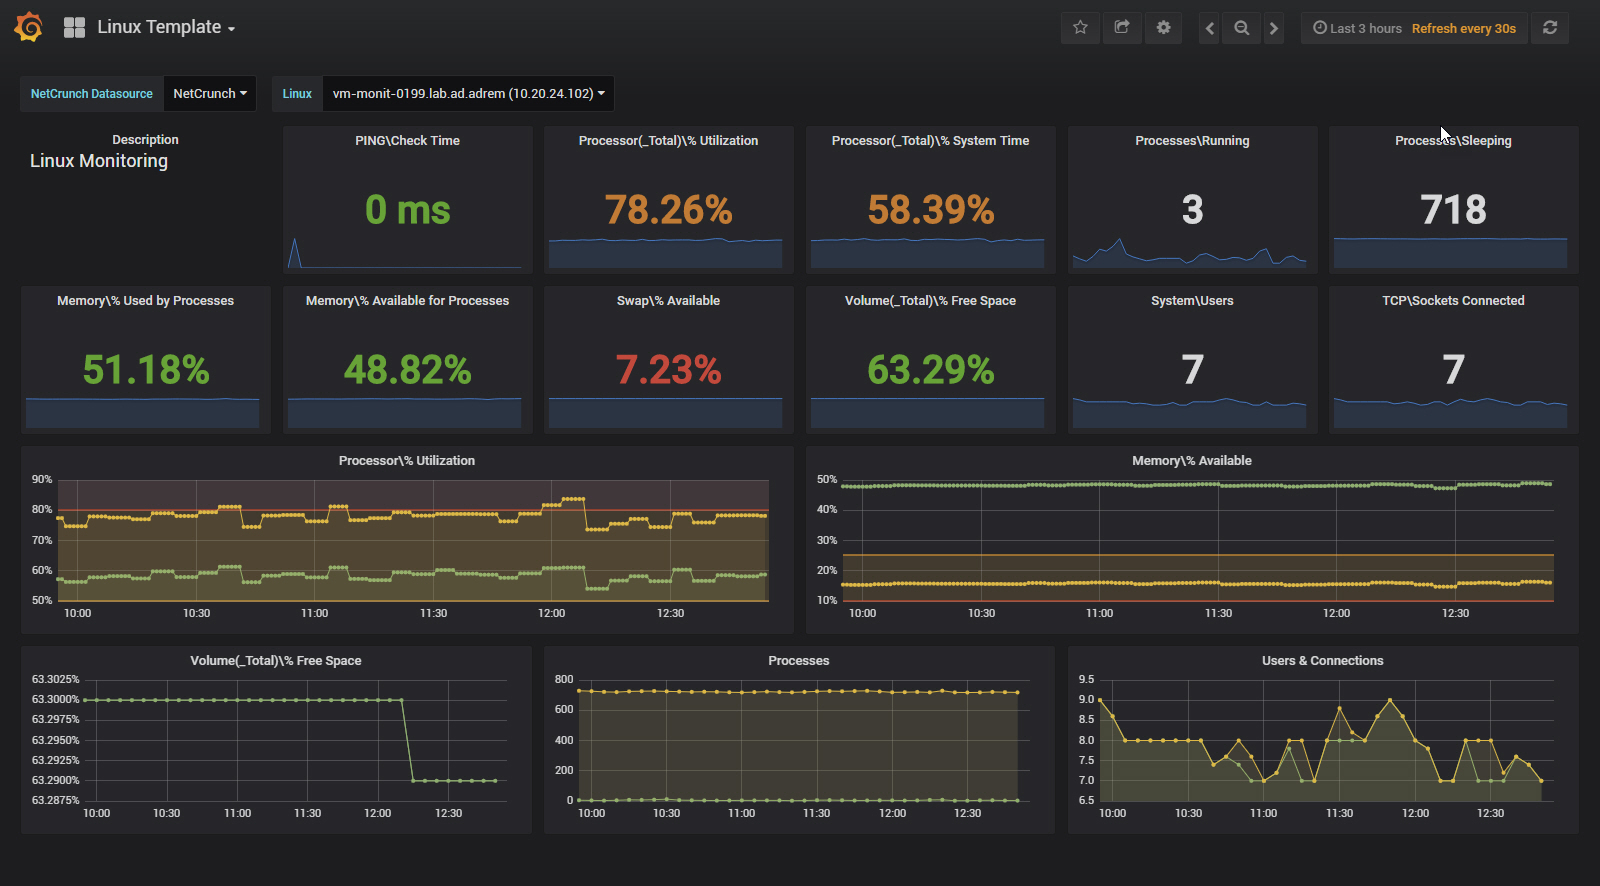 Linux Template
Last 3 hours Refresh every 30s
NetCrunch Datasource NetCrunch Linux vm-monit-0199.lab.ad.adrem (10.20.24.102)
Description
Linux Monitoring
PING\Check Time
0 ms
Processor(_Total)\% Utilization
78.26%
Processor(_Total)\% System Time
58.39%
Processes\Running
3
Processes\Sleeping
718
Memory\% Used by Processes
51.18%
Memory\% Available for Processes
48.82%
Swap\% Available
7.23%
Volume(_Total)\% Free Space
63.29%
System\Users
7
TCP\Sockets Connected
7
Processor\% Utilization
90%
80%
70%
60%
50%
10:00 10:30 11:00 11:30 12:00 12:30
Memory\% Available
50%
40%
30%
20%
10%
10:00 10:30 11:00 11:30 12:00 12:30
Volume(_Total)\% Free Space
63.3025%
63.3000%
63.2975%
63.2950%
63.2925%
63.2900%
63.2875%
10:00 10:30 11:00 11:30 12:00 12:30
Processes
800
600
400
200
0
10:00 10:30 11:00 11:30 12:00 12:30
Users & Connections
9.5
9.0
8.5
8.0
7.5
7.0
6.5
10:00 10:30 11:00 11:30 12:00 12:30